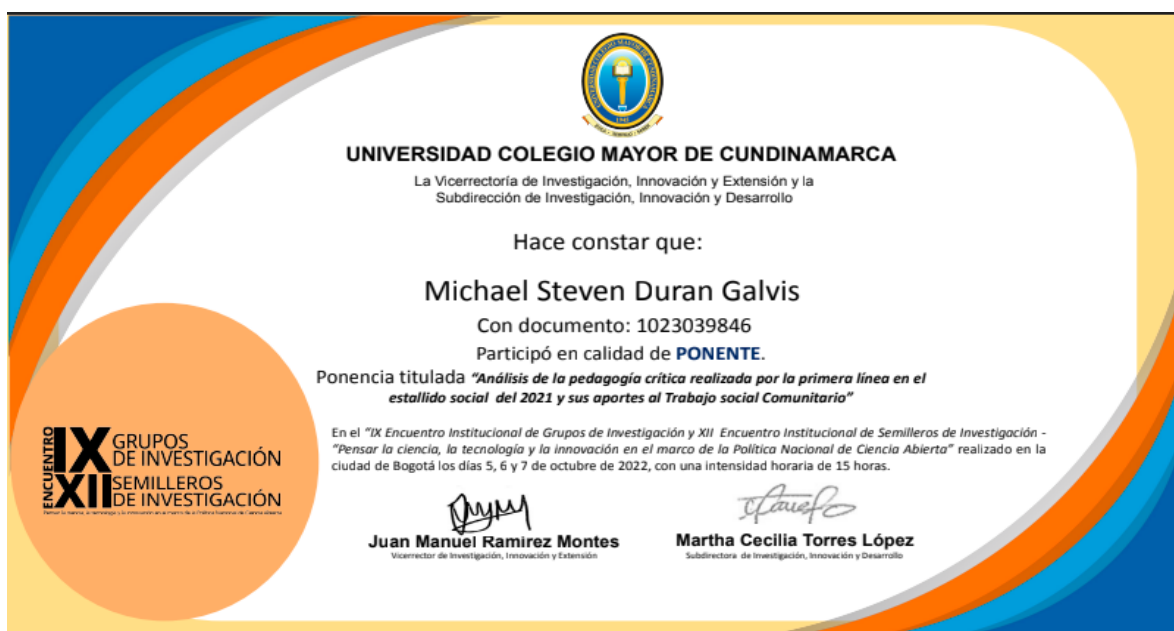 UNIVERSIDAD COLEGIO MAYOR DE CUNDINAMARCA
La Vicerrectoría de Investigación, Innovación y Extensión y la
Subdirección de Investigación, Innovación y Desarrollo
Hace constar que:
Michael Steven Duran Galvis
Con documento: 1023039846
Participó en calidad de PONENTE.
Ponencia titulada “Análisis de la pedagogía crítica realizada por la primera línea en el
estallido social del 2021 y sus aportes al Trabajo social Comunitario”
En el “IX Encuentro Institucional de Grupos de Investigación y XII Encuentro Institucional de Semilleros de Investigación -
“Pensar la ciencia, la tecnología y la innovación en el marco de la Política Nacional de Ciencia Abierta” realizado en la
ciudad de Bogotá los días 5, 6 y 7 de octubre de 2022, con una intensidad horaria de 15 horas.
ENCUENTRO
IX GRUPOS
DE INVESTIGACIÓN
XII SEMILLEROS
DE INVESTIGACIÓN
Juan Manuel Ramirez Montes
Vicerrector de Investigación, Innovación y Extensión
Martha Cecilia Torres López
Subdirectora de Investigación, Innovación y Desarrollo